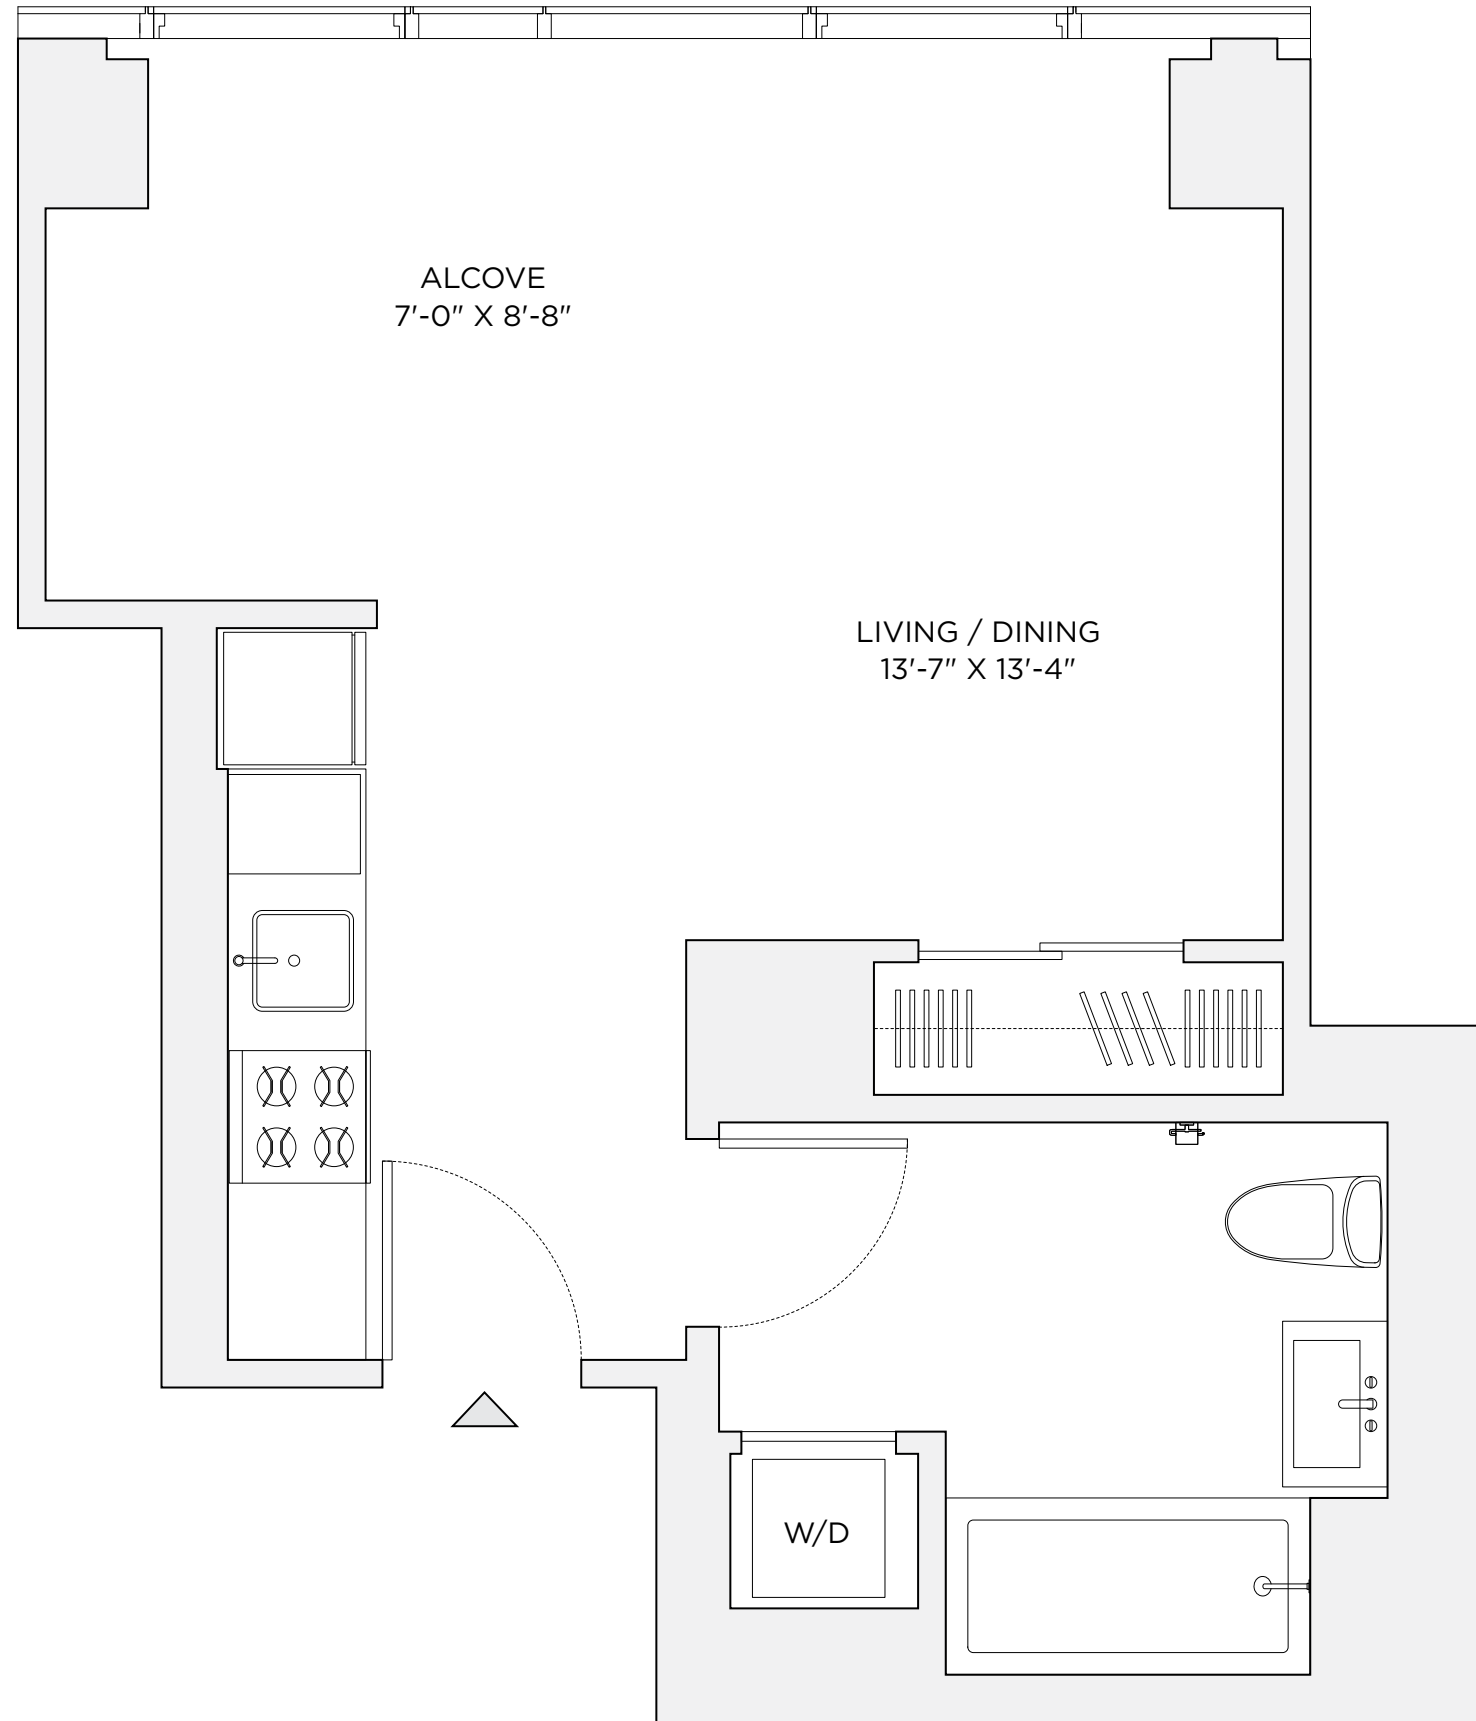 ALCOVE
7'-0" X 8'-8"
LIVING / DINING
13'-7" X 13'-4"
W/D